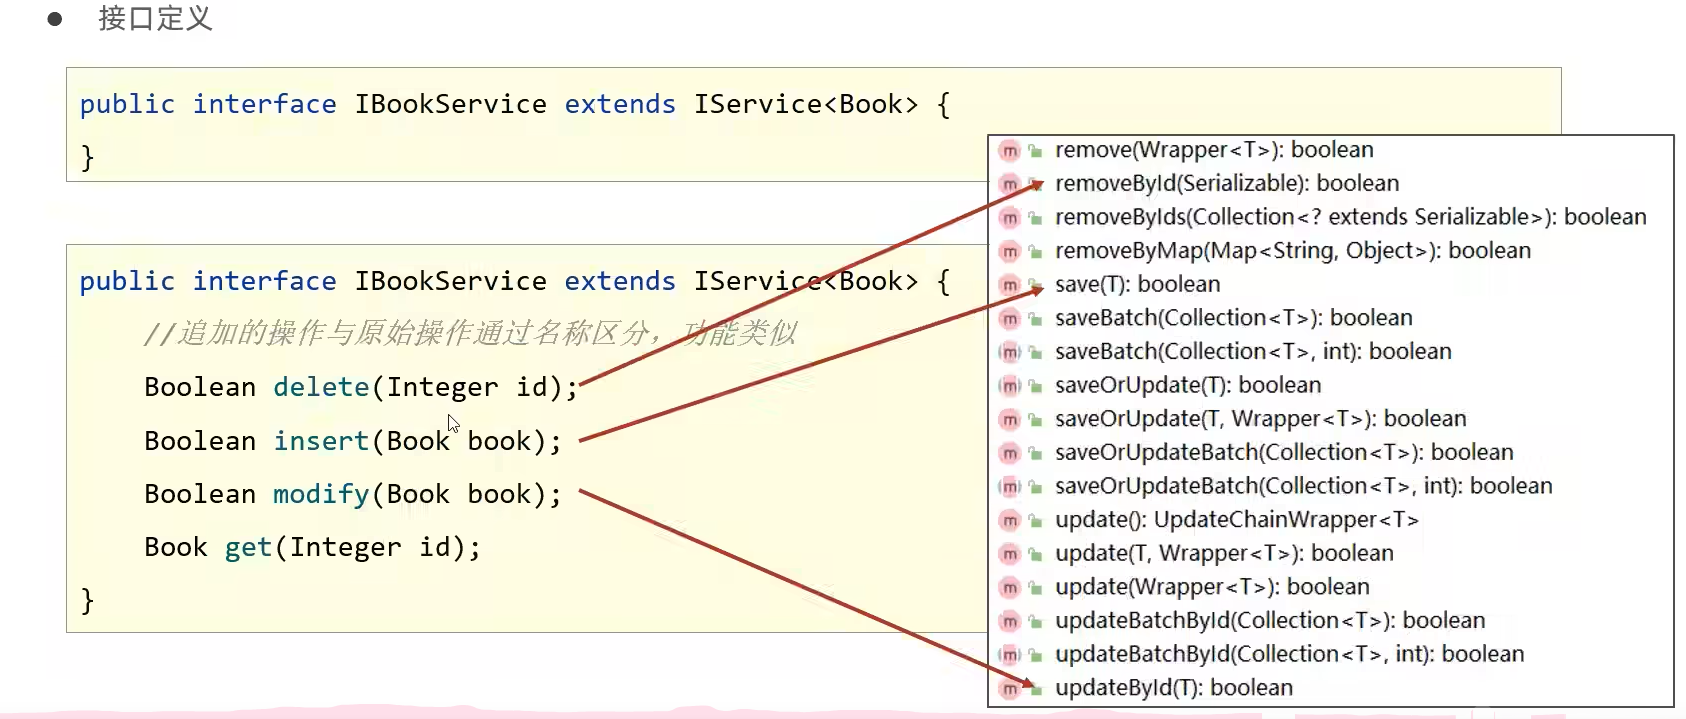 ● 接口定义
public interface IBookService extends IService<Book> {
}
public interface IBookService extends IService<Book> {
//追加的操作与原始操作通过名称区分，功能类似
Boolean delete(Integer id);
Boolean insert(Book book);
Boolean modify(Book book);
Book get(Integer id);
}
m remove(Wrapper<T>): boolean
m removeById(Serializable): boolean
m removeByIds(Collection<? extends Serializable>): boolean
m removeByMap(Map<String, Object>): boolean
m save(T): boolean
m saveBatch(Collection<T>): boolean
m saveBatch(Collection<T>, int): boolean
m saveOrUpdate(T): boolean
m saveOrUpdate(T, Wrapper<T>): boolean
m saveOrUpdateBatch(Collection<T>): boolean
m saveOrUpdateBatch(Collection<T>, int): boolean
m update(): UpdateChainWrapper<T>
m update(T, Wrapper<T>): boolean
m update(Wrapper<T>): boolean
m updateBatchById(Collection<T>): boolean
m updateBatchById(Collection<T>, int): boolean
m updateById(T): boolean